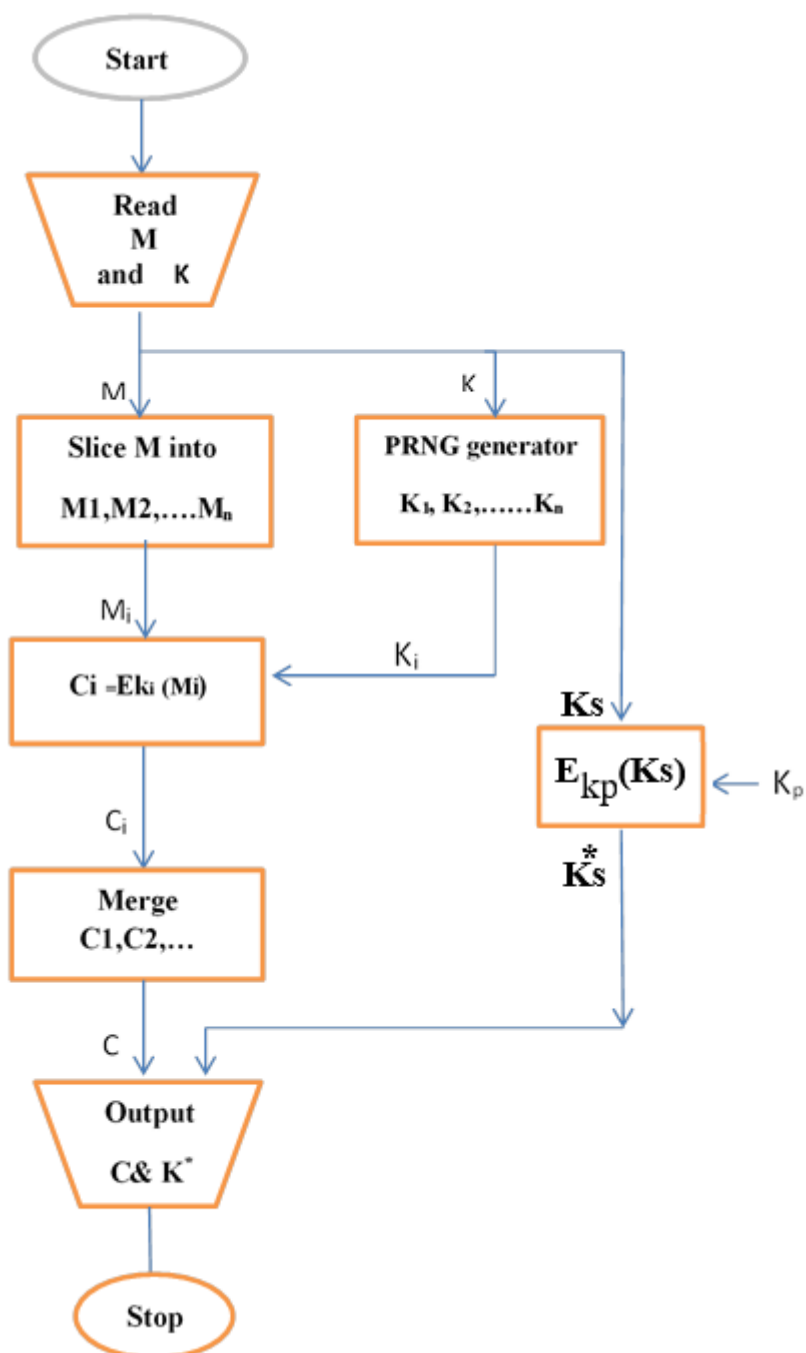 Start
Read
M
and K
M
K
Slice M into
M1,M2,....Mₙ
PRNG generator
K₁, K₂,......Kₙ
Mᵢ
Kᵢ
Ci =Ekᵢ (Mi)
Ks
E_kp(Ks)
Kₚ
Cᵢ
Ks*
Merge
C1,C2,...
C
Output
C& K*
Stop